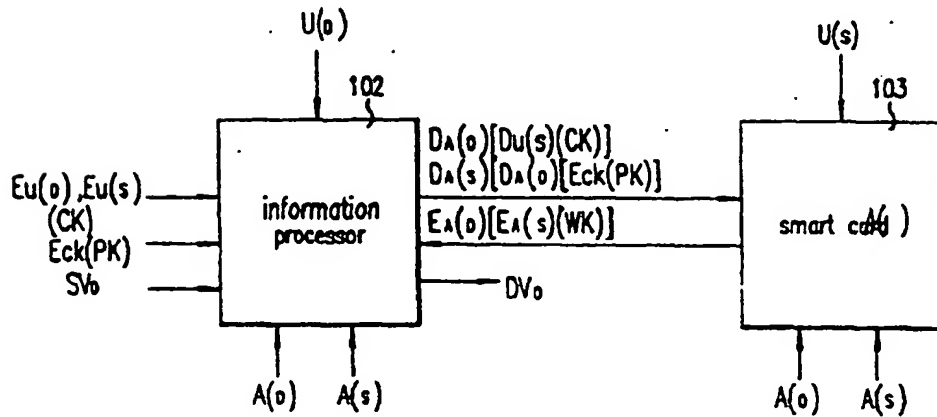 U(o)
U(s)
102
103
DA(o)[Du(s)(CK)]
DA(s)[DA(o)[Eck(PK)]
Eu(o),Eu(s)
(CK)
information
processor
EA(o)[EA(s)(WK)]
smart card A( )
Eck(PK)
SVo
DVo
A(o)
A(s)
A(o)
A(s)